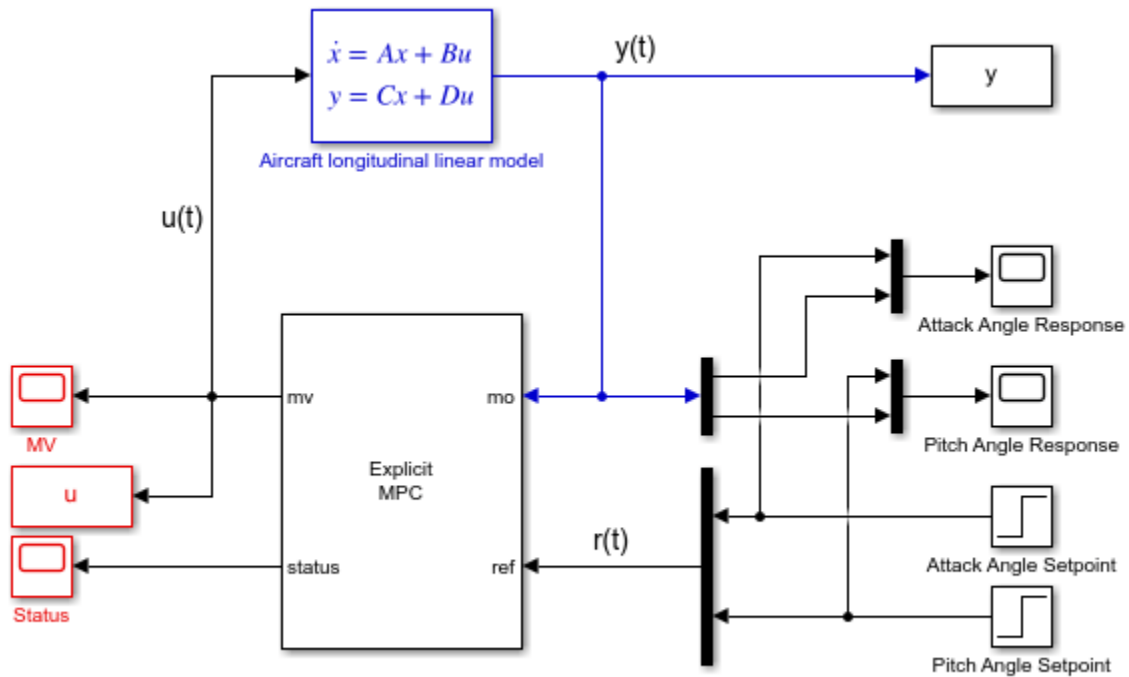 ẋ = Ax + Bu
y = Cx + Du
Aircraft longitudinal linear model
y(t)
y
u(t)
Attack Angle Response
mv
mo
MV
Pitch Angle Response
Explicit
MPC
u
r(t)
status
ref
Attack Angle Setpoint
Status
Pitch Angle Setpoint